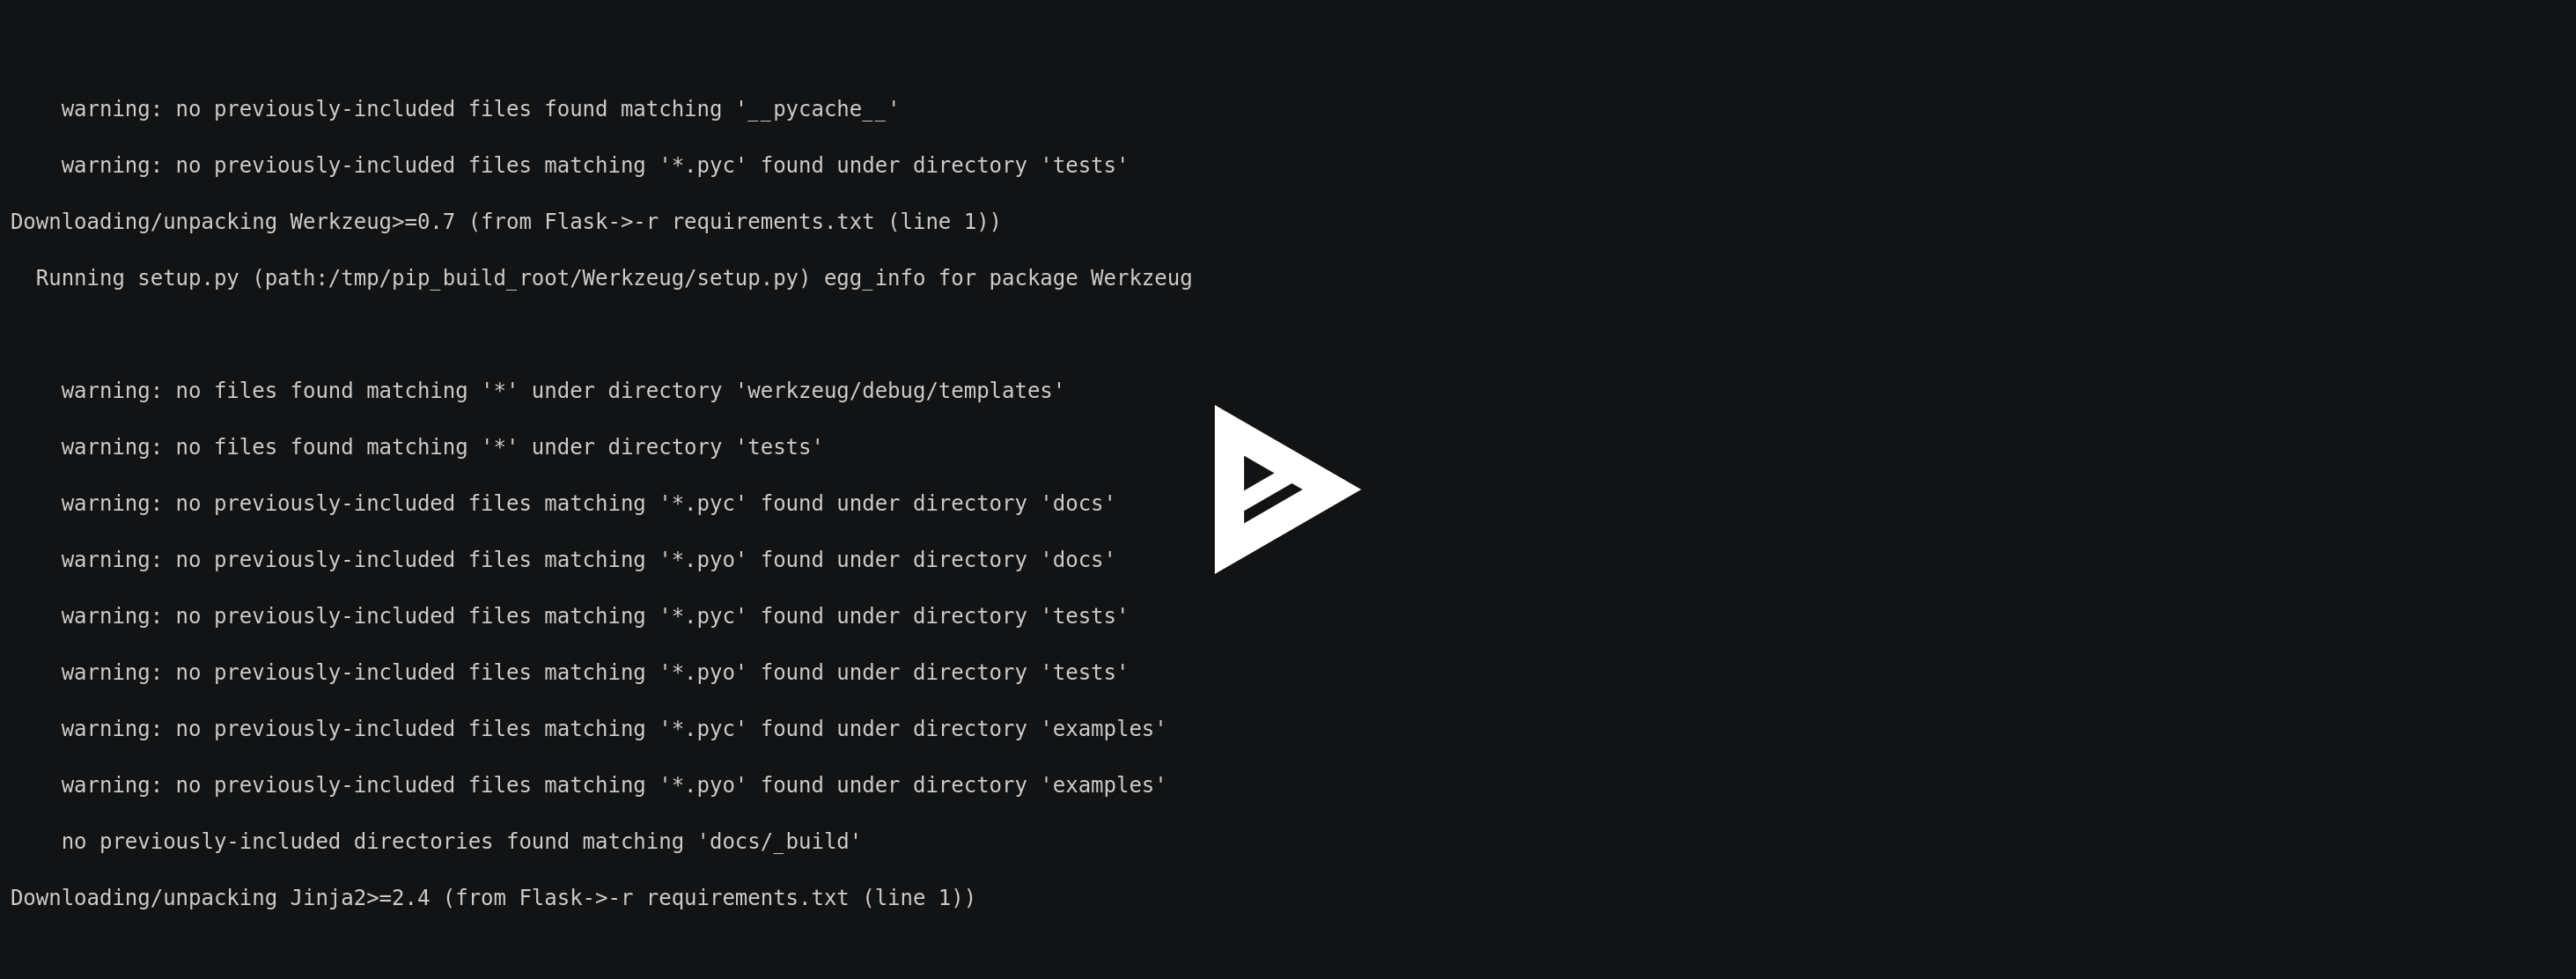 warning: no previously-included files found matching '__pycache__'
warning: no previously-included files matching '*.pyc' found under directory 'tests'
Downloading/unpacking Werkzeug>=0.7 (from Flask->-r requirements.txt (line 1))
Running setup.py (path:/tmp/pip_build_root/Werkzeug/setup.py) egg_info for package Werkzeug
warning: no files found matching '*' under directory 'werkzeug/debug/templates'
warning: no files found matching '*' under directory 'tests'
warning: no previously-included files matching '*.pyc' found under directory 'docs'
warning: no previously-included files matching '*.pyo' found under directory 'docs'
warning: no previously-included files matching '*.pyc' found under directory 'tests'
warning: no previously-included files matching '*.pyo' found under directory 'tests'
warning: no previously-included files matching '*.pyc' found under directory 'examples'
warning: no previously-included files matching '*.pyo' found under directory 'examples'
no previously-included directories found matching 'docs/_build'
Downloading/unpacking Jinja2>=2.4 (from Flask->-r requirements.txt (line 1))